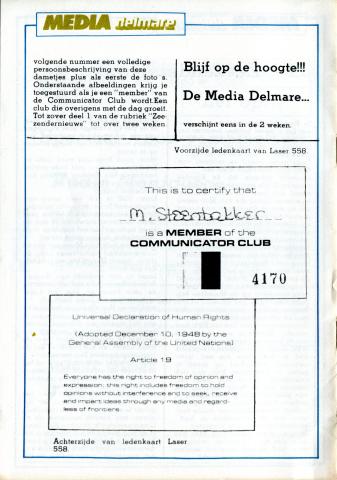 MEDIA delmare
volgende nummer een volledige
persoonsbeschrijving van deze
dametjes plus als eerste de foto s.
Onderstaande afbeeldingen krijg je
toegestuurd als je een "member" van
de Communicator Club wordt.Een
club die overigens met de dag groeit.
Tot zover deel 1 van de rubriek "Zee-
zendernieuws" tot over twee weken.
Blijf op de hoogte!!!
De Media Delmare...
verschijnt eens in de 2 weken.
Voorzijde ledenkaart van Laser 558.
This is to certify that
M. Steenbakker
is a MEMBER of the
COMMUNICATOR CLUB
4170
Universal Declaration of Human Rights
(Adopted December 10, 1948 by the
General Assembly of the United Nations)
Article 19
Everyone has the right to freedom of opinion and
expression; this right includes freedom to hold
opinions without interference and to seek, receive
and impart ideas through any media and regard-
less of frontiers.
Achterzijde van ledenkaart Laser
558.